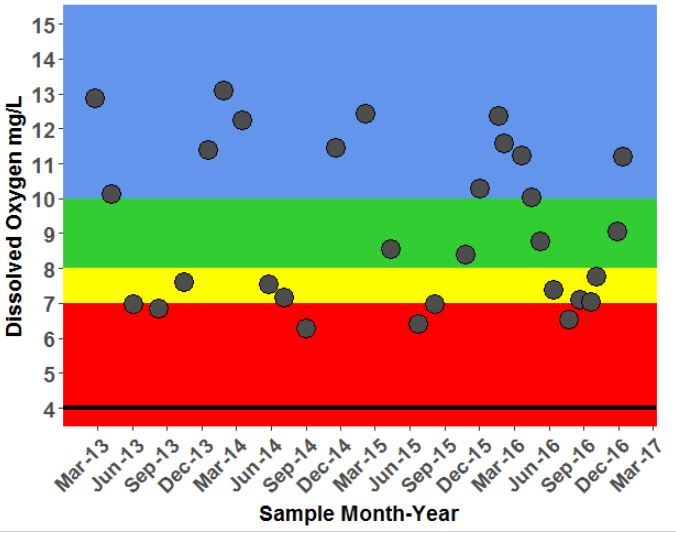 Dissolved Oxygen mg/L
15
14
13
12
11
10
9
8
7
6
5
4
Mar-13
Jun-13
Sep-13
Dec-13
Mar-14
Jun-14
Sep-14
Dec-14
Mar-15
Jun-15
Sep-15
Dec-15
Mar-16
Jun-16
Sep-16
Dec-16
Mar-17
Sample Month-Year